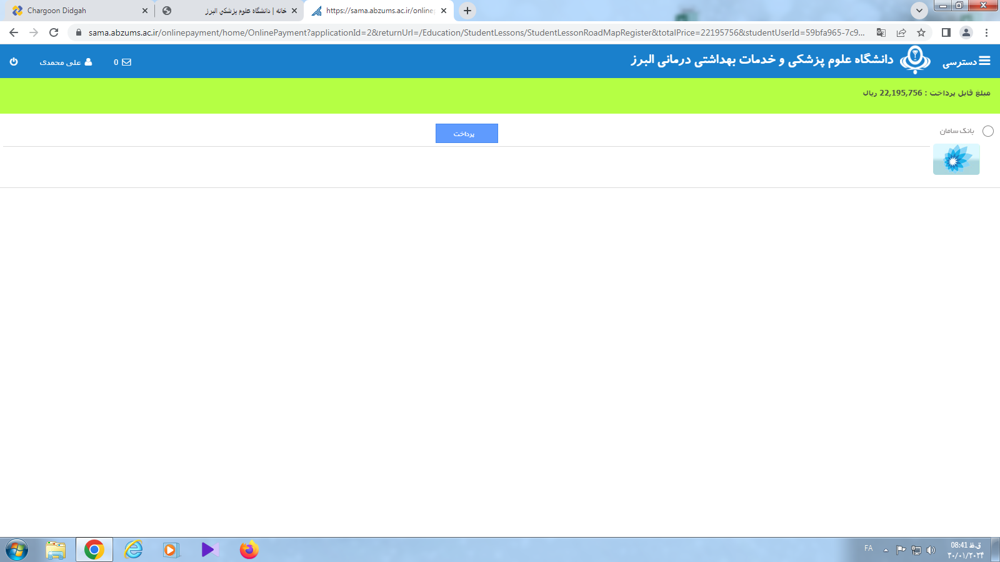 Chargoon Didgah
خانه | دانشگاه علوم پزشکی البرز
https://sama.abzums.ac.ir/onlinep
sama.abzums.ac.ir/onlinepayment/home/OnlinePayment?applicationId=2&returnUrl=/Education/StudentLessons/StudentLessonRoadMapRegister&totalPrice=22195756&studentUserId=59bfa965-7c9...
دسترسی
دانشگاه علوم پزشکی و خدمات بهداشتی درمانی البرز
0
علی محمدی
مبلغ قابل پرداخت : 22,195,756 ریال
بانک سامان
پرداخت
FA
08:41 ق.ظ
۳۰/۰۱/۲۰۲۴